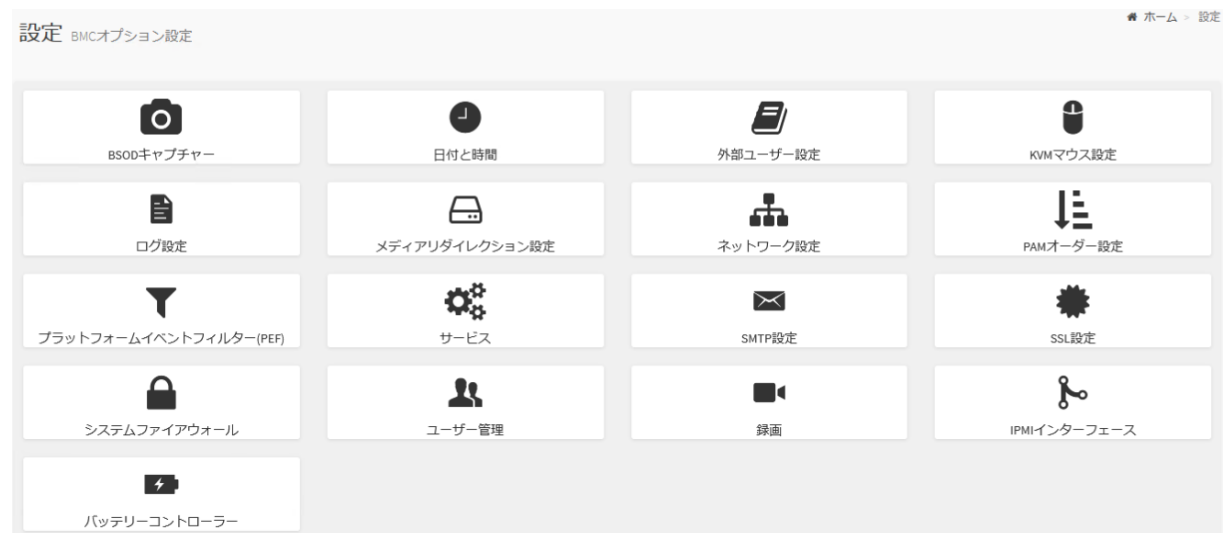 設定 BMCオプション設定
ホーム > 設定
BSODキャプチャー
日付と時間
外部ユーザー設定
KVMマウス設定
ログ設定
メディアリダイレクション設定
ネットワーク設定
PAMオーダー設定
プラットフォームイベントフィルター(PEF)
サービス
SMTP設定
SSL設定
システムファイアウォール
ユーザー管理
録画
IPMIインターフェース
バッテリーコントローラー